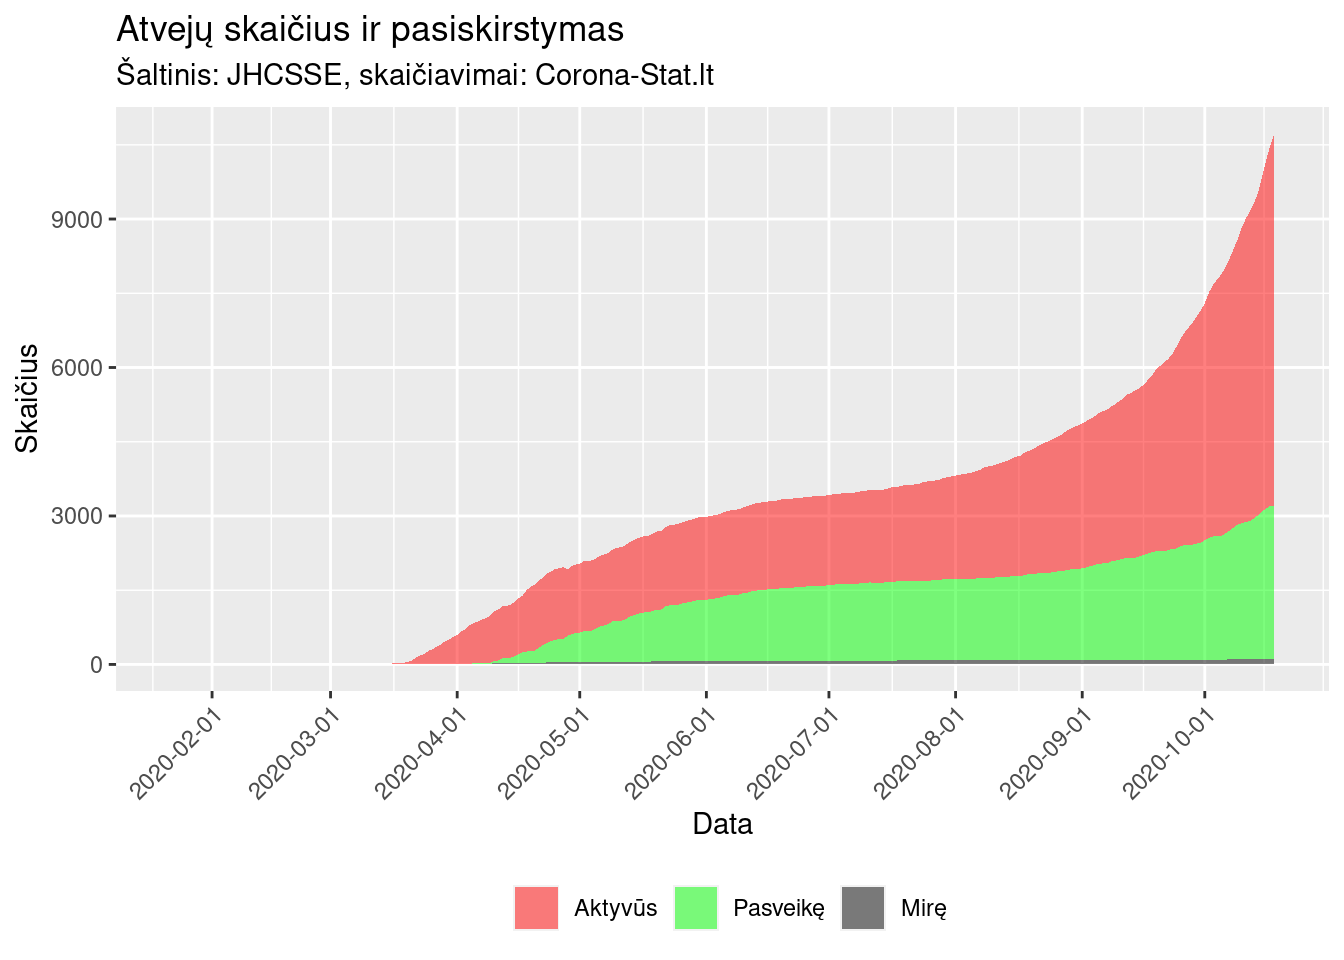 Atvejų skaičius ir pasiskirstymas
Šaltinis: JHCSSE, skaičiavimai: Corona-Stat.lt
Skaičius
9000
6000
3000
0
2020-02-01
2020-03-01
2020-04-01
2020-05-01
2020-06-01
2020-07-01
2020-08-01
2020-09-01
2020-10-01
Data
Aktyvūs Pasveikę Mirę